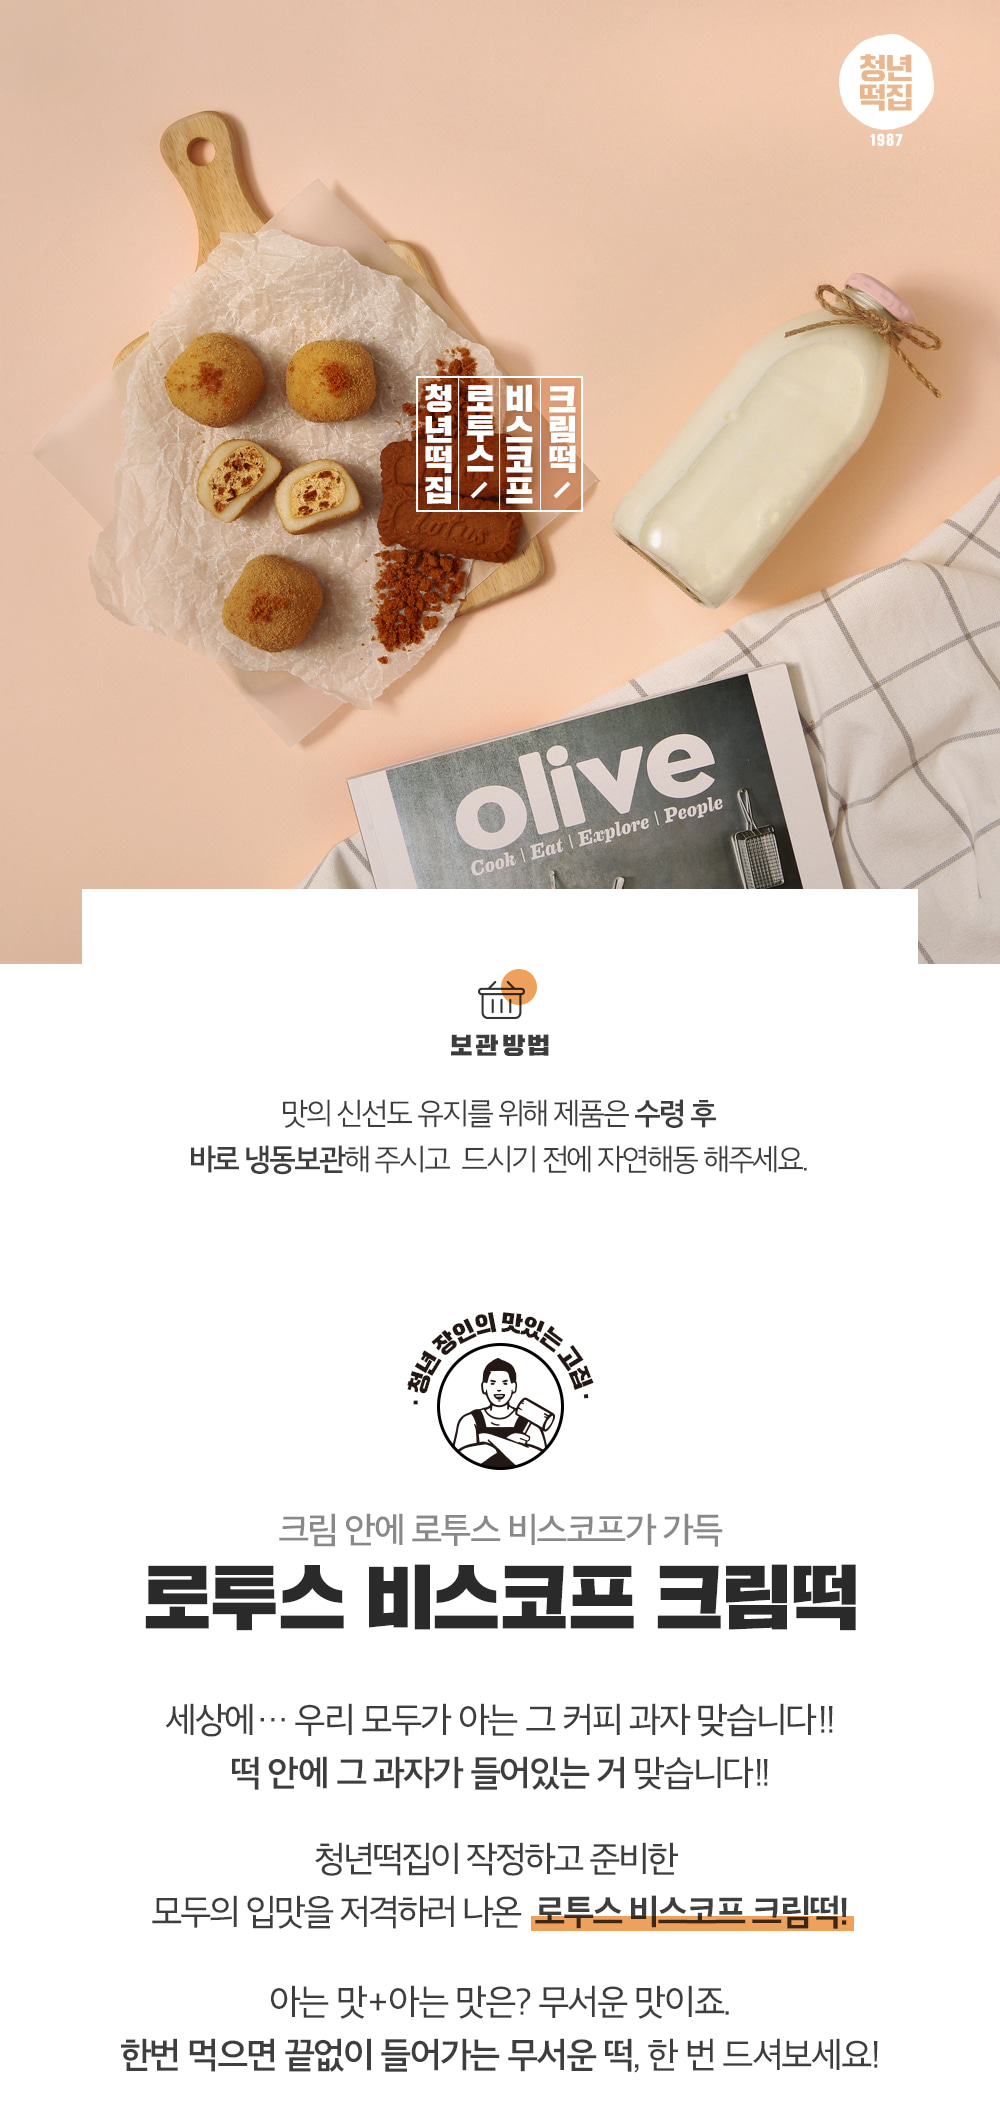 청년
떡집
1987
청년떡집
로투스
비스코프
크림떡
lotus
olive
Cook | Eat | Explore | People
보관방법
맛의 신선도 유지를 위해 제품은 수령 후
바로 냉동보관해 주시고 드시기 전에 자연해동 해주세요.
· 청년 장인의 맛있는 고집 ·
크림 안에 로투스 비스코프가 가득
로투스 비스코프 크림떡
세상에… 우리 모두가 아는 그 커피 과자 맞습니다!!
떡 안에 그 과자가 들어있는 거 맞습니다!!
청년떡집이 작정하고 준비한
모두의 입맛을 저격하러 나온 로투스 비스코프 크림떡!
아는 맛+아는 맛은? 무서운 맛이죠.
한번 먹으면 끝없이 들어가는 무서운 떡, 한 번 드셔보세요!